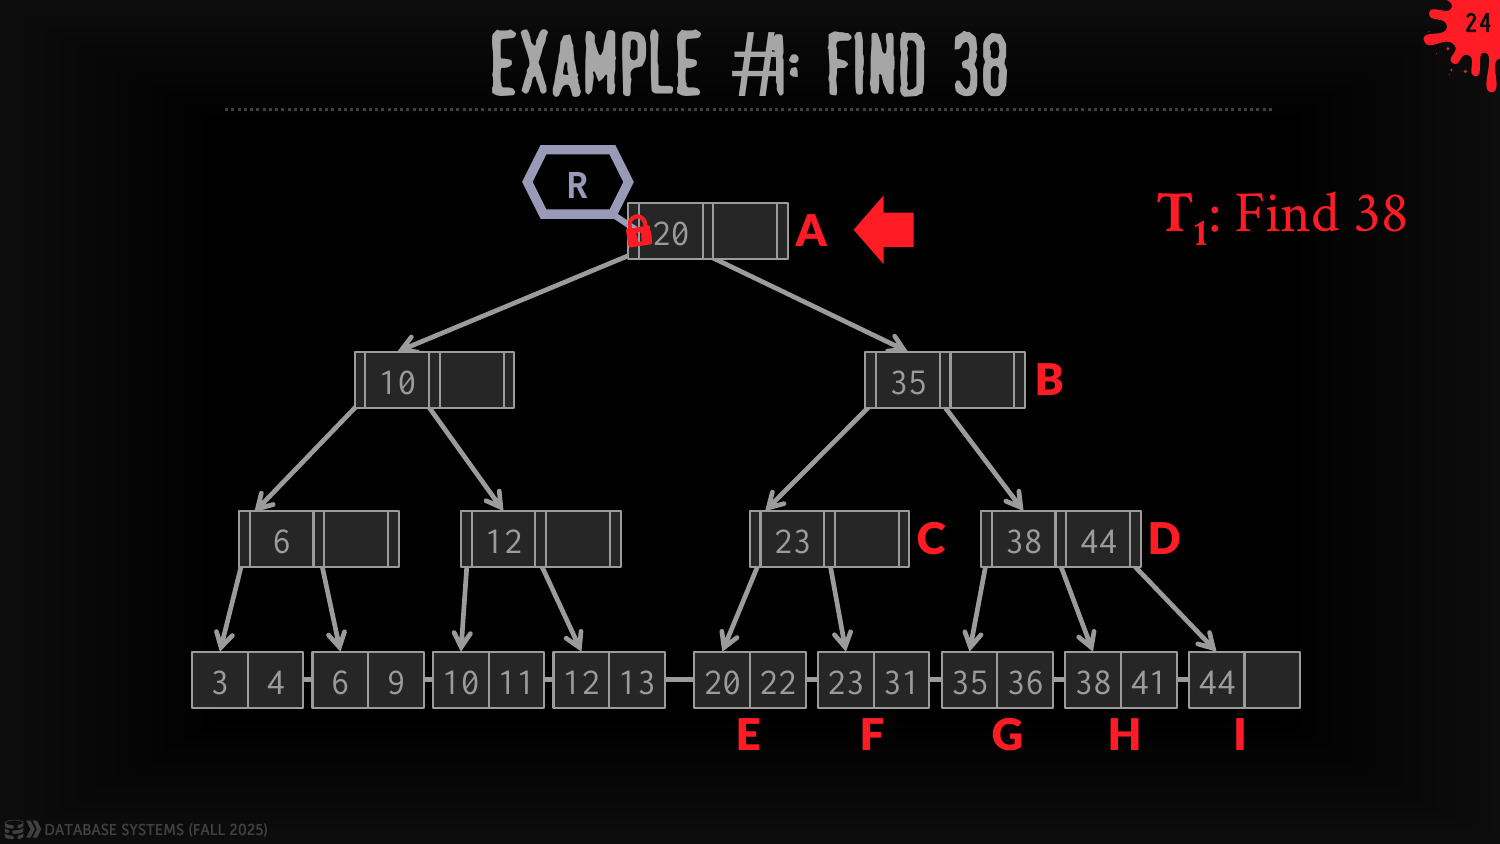 24
EXAMPLE #1: FIND 38
R
20 A
T1: Find 38
10 35 B
6 12 23 C 38 44 D
3 4 6 9 10 11 12 13 20 22 23 31 35 36 38 41 44
E F G H I
DATABASE SYSTEMS (FALL 2025)